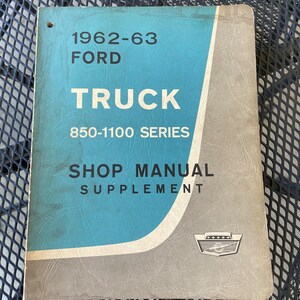 1962-63
FORD
TRUCK
850-1100 SERIES
SHOP MANUAL
SUPPLEMENT